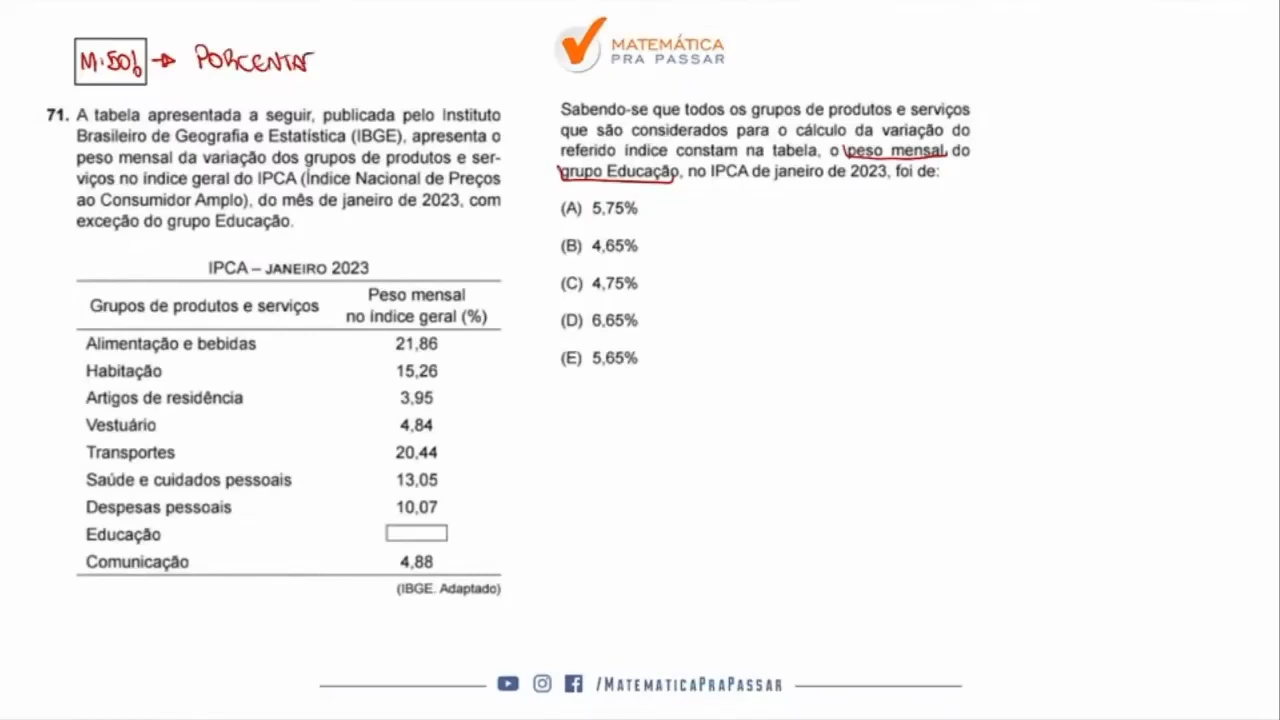 M.50% → PORCENTAG
MATEMÁTICA
PRA PASSAR
71. A tabela apresentada a seguir, publicada pelo Instituto
Brasileiro de Geografia e Estatística (IBGE), apresenta o
peso mensal da variação dos grupos de produtos e ser-
viços no índice geral do IPCA (Índice Nacional de Preços
ao Consumidor Amplo), do mês de janeiro de 2023, com
exceção do grupo Educação.
IPCA – JANEIRO 2023
Grupos de produtos e serviços Peso mensal
no índice geral (%)
Alimentação e bebidas 21,86
Habitação 15,26
Artigos de residência 3,95
Vestuário 4,84
Transportes 20,44
Saúde e cuidados pessoais 13,05
Despesas pessoais 10,07
Educação
Comunicação 4,88
(IBGE. Adaptado)
Sabendo-se que todos os grupos de produtos e serviços
que são considerados para o cálculo da variação do
referido índice constam na tabela, o peso mensal do
grupo Educação, no IPCA de janeiro de 2023, foi de:
(A) 5,75%
(B) 4,65%
(C) 4,75%
(D) 6,65%
(E) 5,65%
/MATEMATICAPRAPASSAR